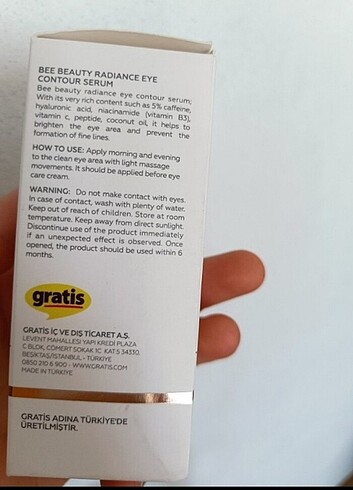 BEE BEAUTY RADIANCE EYE
CONTOUR SERUM
Bee beauty radiance eye contour serum;
With its very rich content such as 5% caffeine,
hyaluronic acid, niacinamide (vitamin B3),
vitamin c, peptide, coconut oil, it helps to
brighten the eye area and prevent the
formation of fine lines.
HOW TO USE: Apply morning and evening
to the clean eye area with light massage
movements. It should be applied before eye
care cream.
WARNING: Do not make contact with eyes.
In case of contact, wash with plenty of water.
Keep out of reach of children. Store at room
temperature. Keep away from direct sunlight.
Discontinue use of the product immediately
if an unexpected effect is observed. Once
opened, the product should be used within 6
months.
gratis
GRATİS İÇ VE DIŞ TİCARET A.Ş.
LEVENT MAHALLESİ YAPI KREDİ PLAZA
C BLOK, CÖMERT SOKAK 1C KAT:5 34330,
BEŞİKTAŞ/İSTANBUL - TÜRKİYE
0850 210 6 900 - WWW.GRATIS.COM
MADE IN TÜRKİYE
GRATİS ADINA TÜRKİYE'DE
ÜRETİLMİŞTİR.